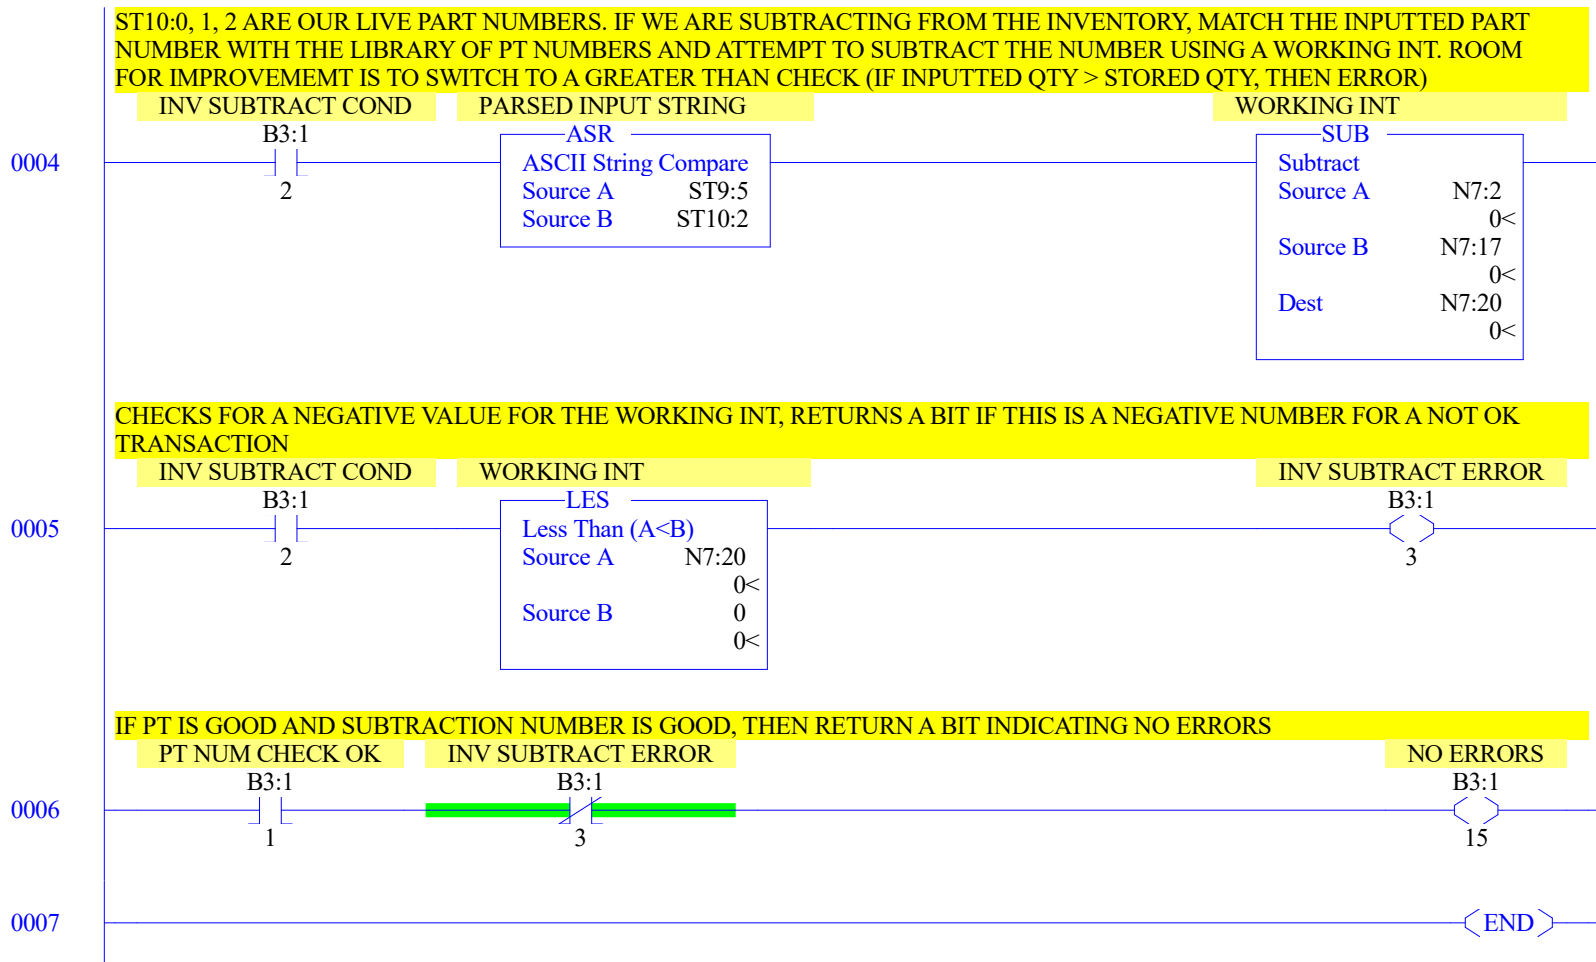 ST10:0, 1, 2 ARE OUR LIVE PART NUMBERS. IF WE ARE SUBTRACTING FROM THE INVENTORY, MATCH THE INPUTTED PART
NUMBER WITH THE LIBRARY OF PT NUMBERS AND ATTEMPT TO SUBTRACT THE NUMBER USING A WORKING INT. ROOM
FOR IMPROVEMEMT IS TO SWITCH TO A GREATER THAN CHECK (IF INPUTTED QTY > STORED QTY, THEN ERROR)
INV SUBTRACT COND PARSED INPUT STRING WORKING INT
B3:1 ASR SUB
0004 ASCII String Compare Subtract
2 Source A ST9:5 Source A N7:2
Source B ST10:2 0<
Source B N7:17
0<
Dest N7:20
0<
CHECKS FOR A NEGATIVE VALUE FOR THE WORKING INT, RETURNS A BIT IF THIS IS A NEGATIVE NUMBER FOR A NOT OK
TRANSACTION
INV SUBTRACT COND WORKING INT INV SUBTRACT ERROR
B3:1 LES B3:1
0005 Less Than (A<B)
2 Source A N7:20 3
0<
Source B 0
0<
IF PT IS GOOD AND SUBTRACTION NUMBER IS GOOD, THEN RETURN A BIT INDICATING NO ERRORS
PT NUM CHECK OK INV SUBTRACT ERROR NO ERRORS
B3:1 B3:1 B3:1
0006
1 3 15
0007 END